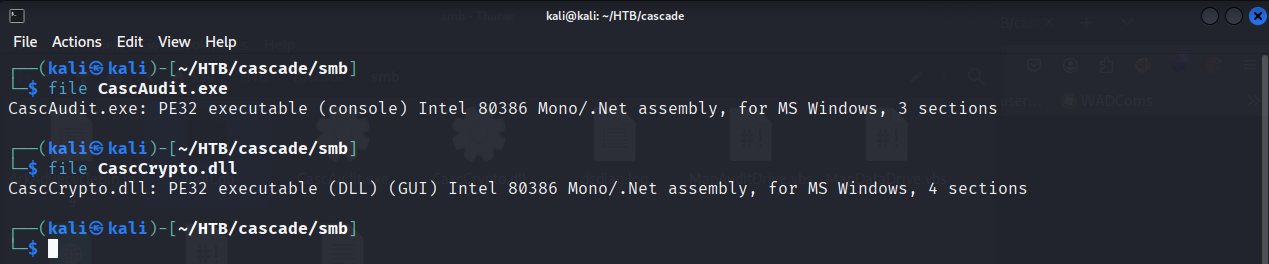 kali@kali: ~/HTB/cascade
File Actions Edit View Help
┌──(kali㉿kali)-[~/HTB/cascade/smb]
└─$ file CascAudit.exe
CascAudit.exe: PE32 executable (console) Intel 80386 Mono/.Net assembly, for MS Windows, 3 sections
┌──(kali㉿kali)-[~/HTB/cascade/smb]
└─$ file CascCrypto.dll
CascCrypto.dll: PE32 executable (DLL) (GUI) Intel 80386 Mono/.Net assembly, for MS Windows, 4 sections
┌──(kali㉿kali)-[~/HTB/cascade/smb]
└─$